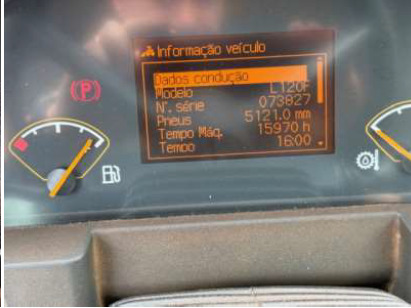 Informação veículo
Dados condução
Modelo L120F
N°. série 073827
Pneus 5121.0 mm
Tempo Máq. 15970 h
Tempo 16:00
(P)